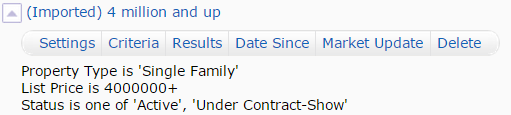 (Imported) 4 million and up
Settings Criteria Results Date Since Market Update Delete
Property Type is 'Single Family'
List Price is 4000000+
Status is one of 'Active', 'Under Contract-Show'